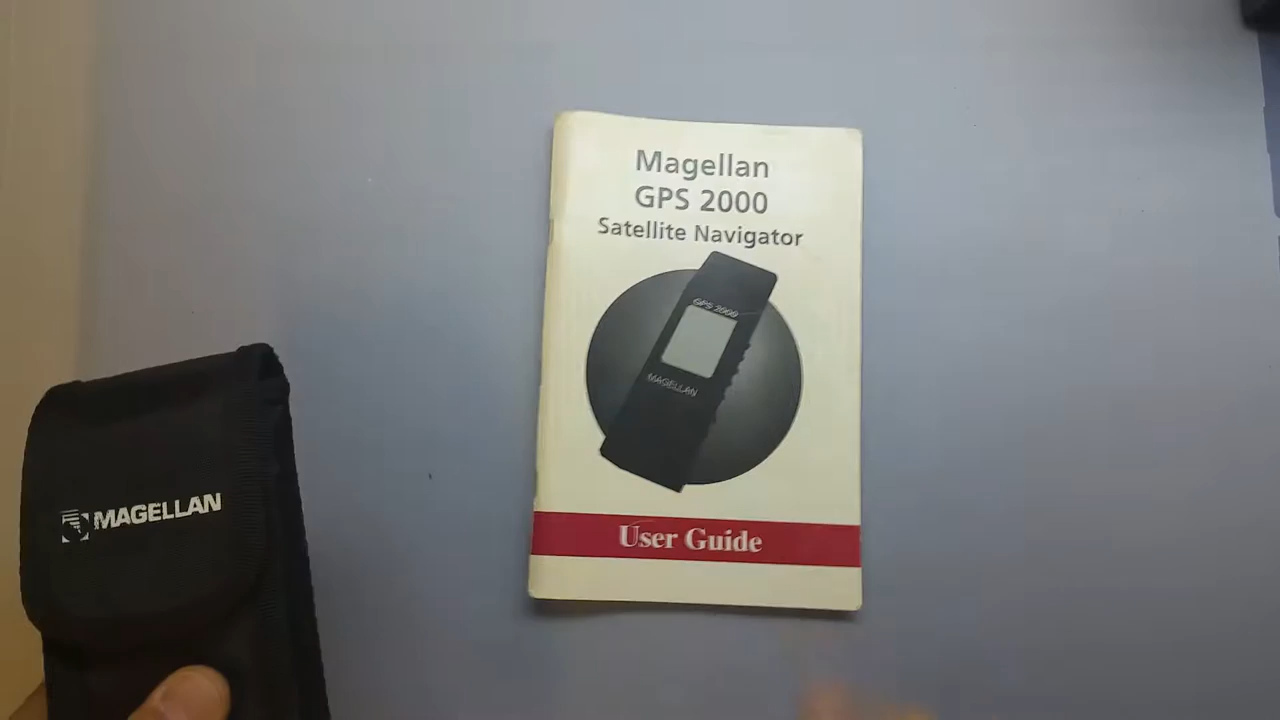 Magellan
GPS 2000
Satellite Navigator
GPS 2000
MAGELLAN
User Guide
MAGELLAN